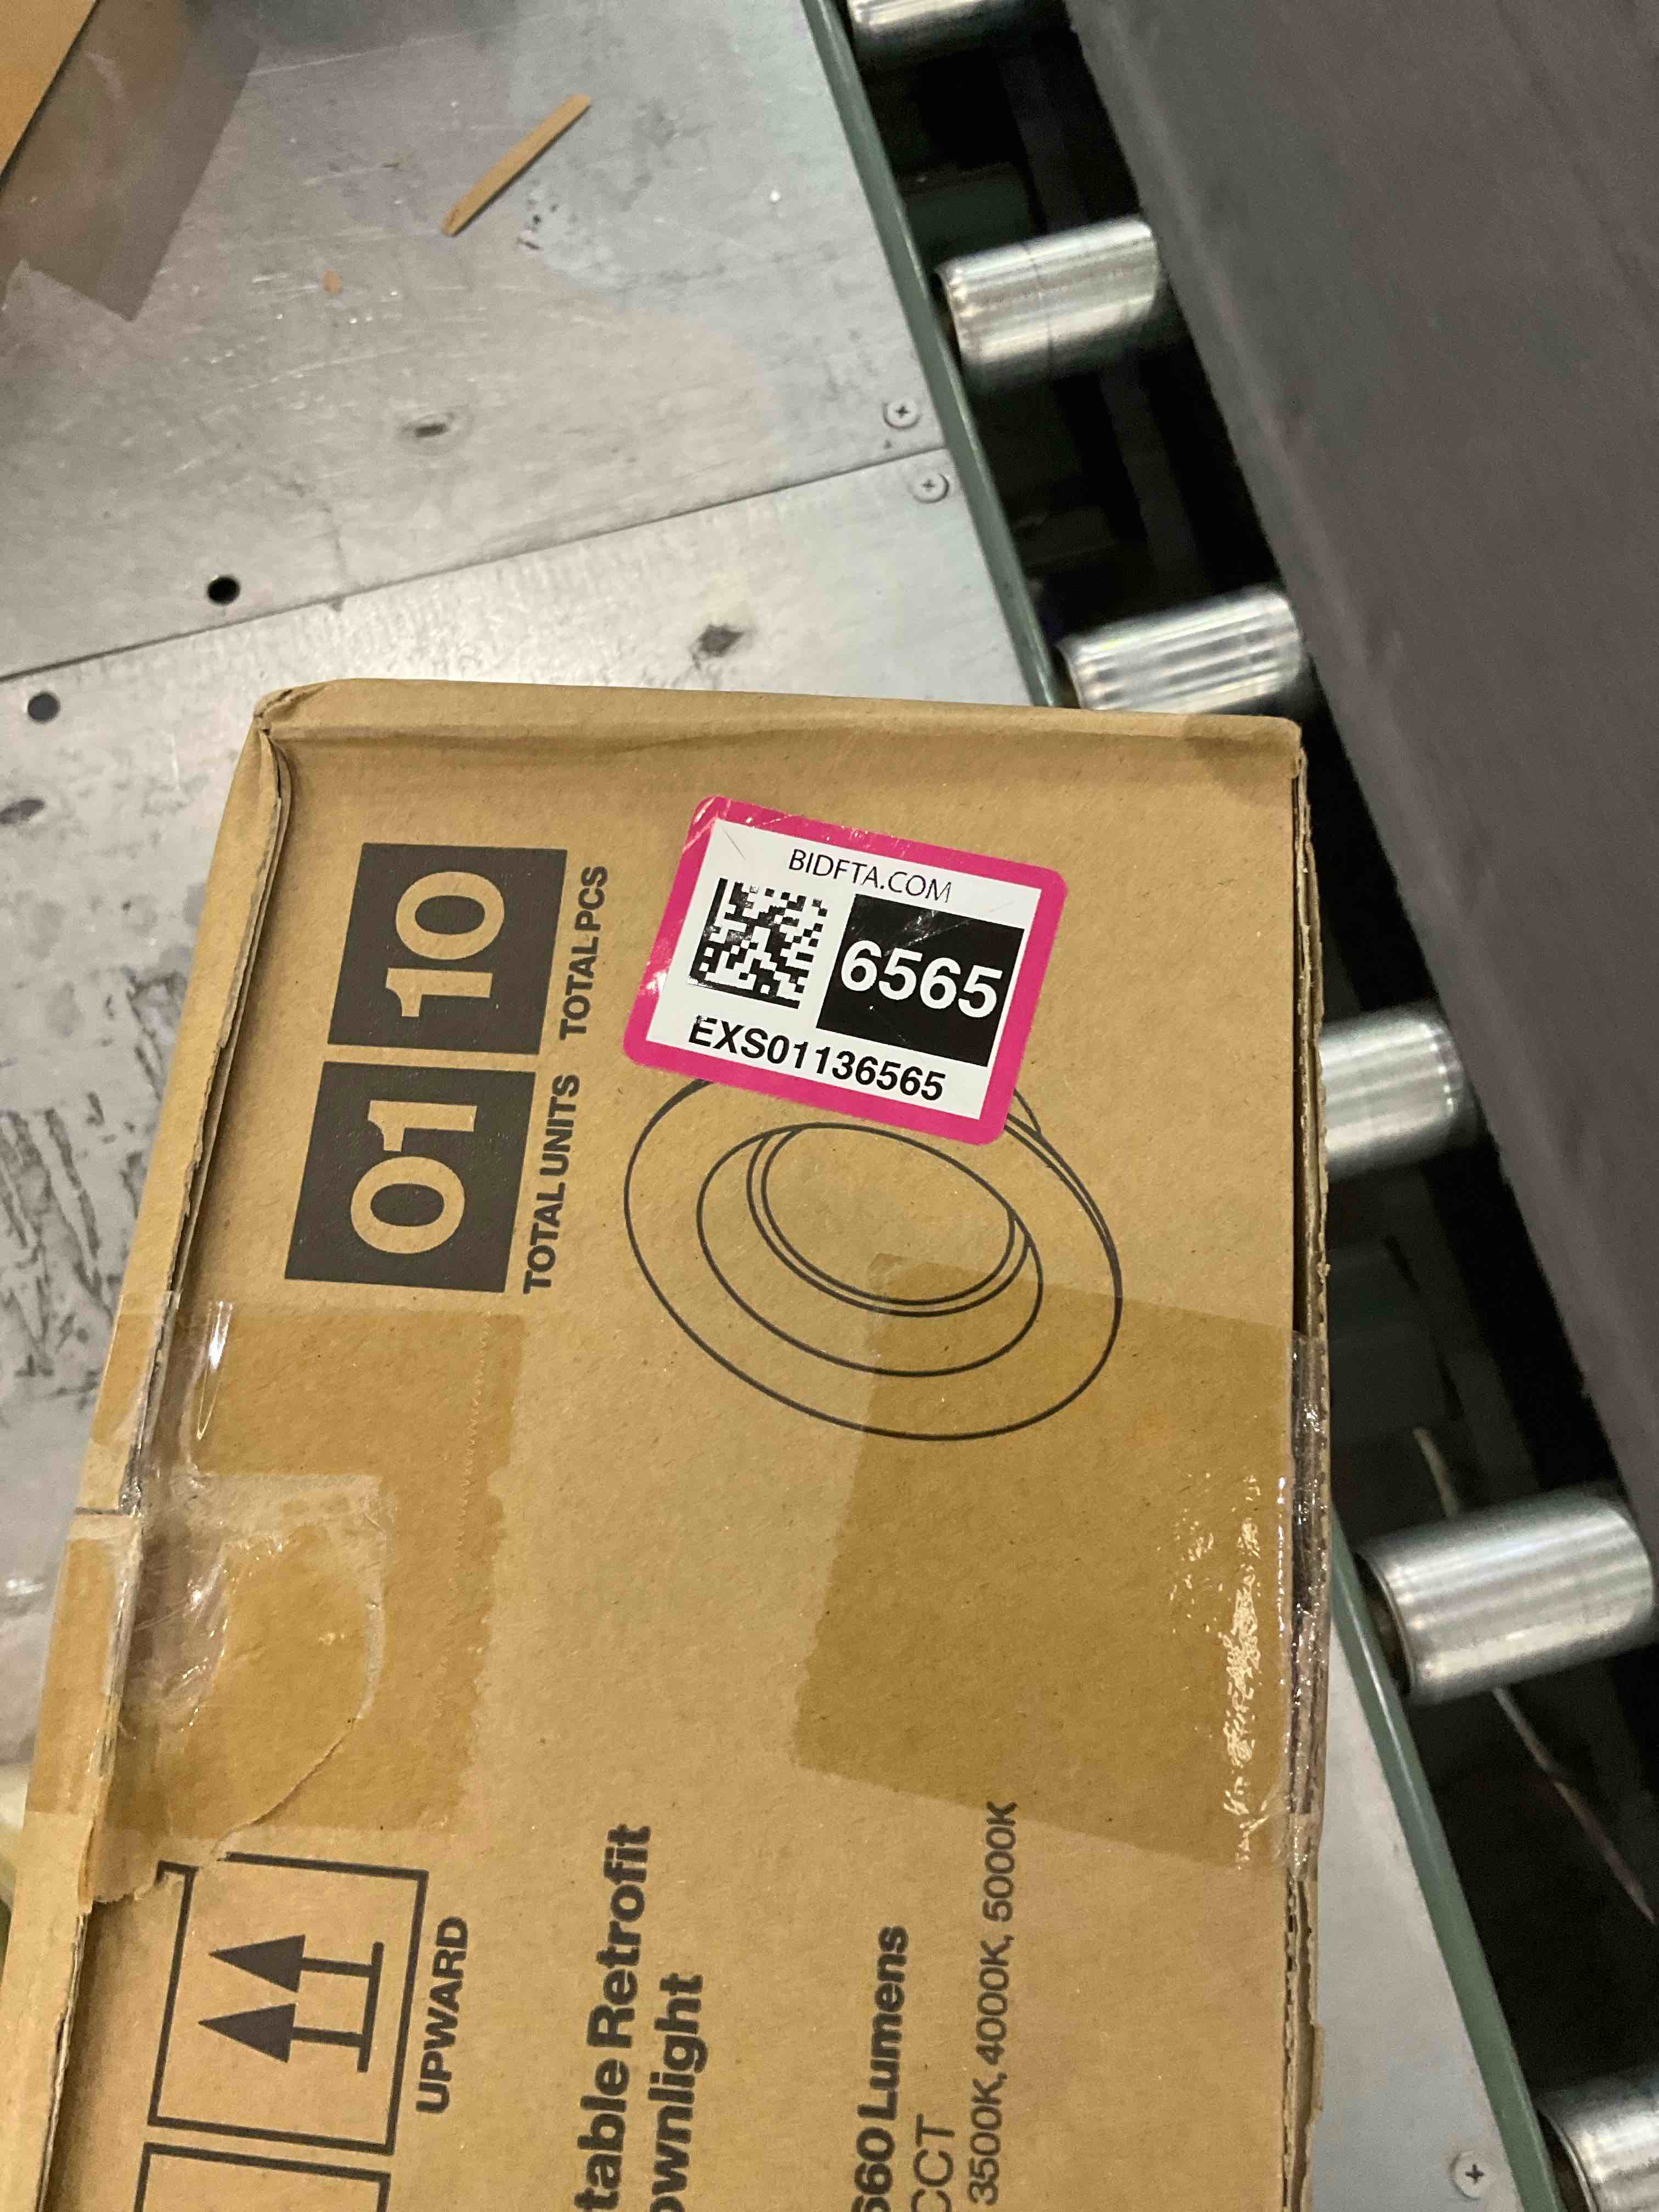 BIDFTA.COM
6565
EXS01136565
01 10
TOTAL UNITS TOTAL PCS
UPWARD
table Retrofit
ownlight
660 Lumens
CCT
3500K, 4000K, 5000K